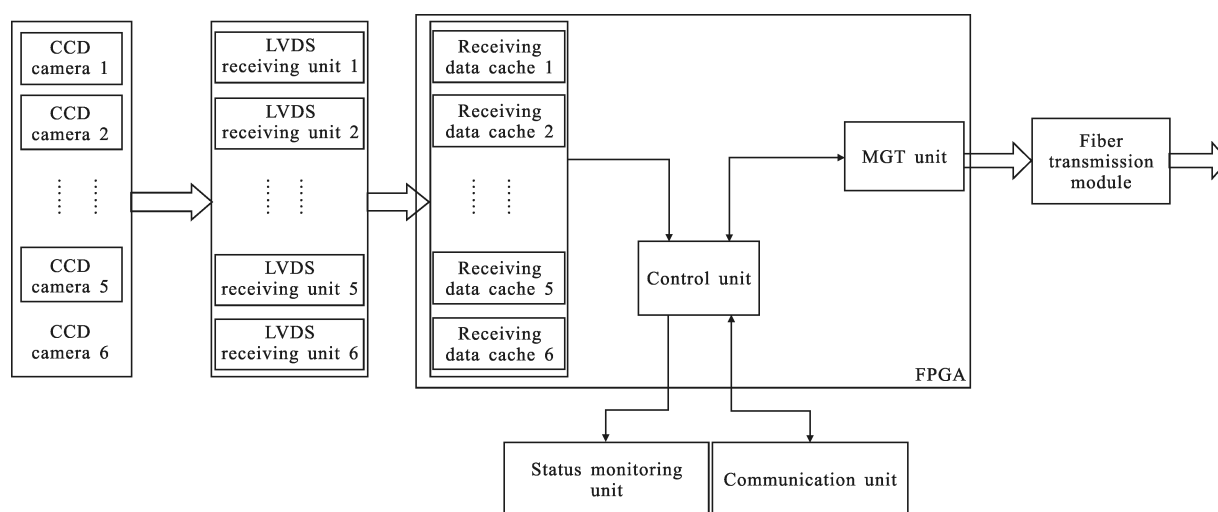 CCD
camera 1
CCD
camera 2
CCD
camera 5
CCD
camera 6
LVDS
receiving unit 1
LVDS
receiving unit 2
LVDS
receiving unit 5
LVDS
receiving unit 6
Receiving
data cache 1
Receiving
data cache 2
Receiving
data cache 5
Receiving
data cache 6
Control unit
MGT unit
FPGA
Fiber
transmission
module
Status monitoring
unit
Communication unit